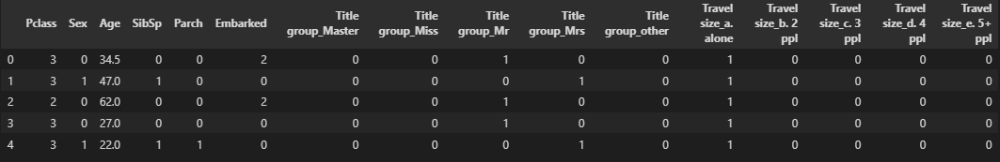 Pclass Sex Age SibSp Parch Embarked Title group_Master Title group_Miss Title group_Mr Title group_Mrs Title group_other Travel size_a. alone Travel size_b. 2 ppl Travel size_c. 3 ppl Travel size_d. 4 ppl Travel size_e. 5+ ppl
0 3 0 34.5 0 0 2 0 0 1 0 0 1 0 0 0 0
1 3 1 47.0 1 0 0 0 0 0 1 0 1 0 0 0 0
2 2 0 62.0 0 0 2 0 0 1 0 0 1 0 0 0 0
3 3 0 27.0 0 0 0 0 0 1 0 0 1 0 0 0 0
4 3 1 22.0 1 1 0 0 0 0 1 0 1 0 0 0 0